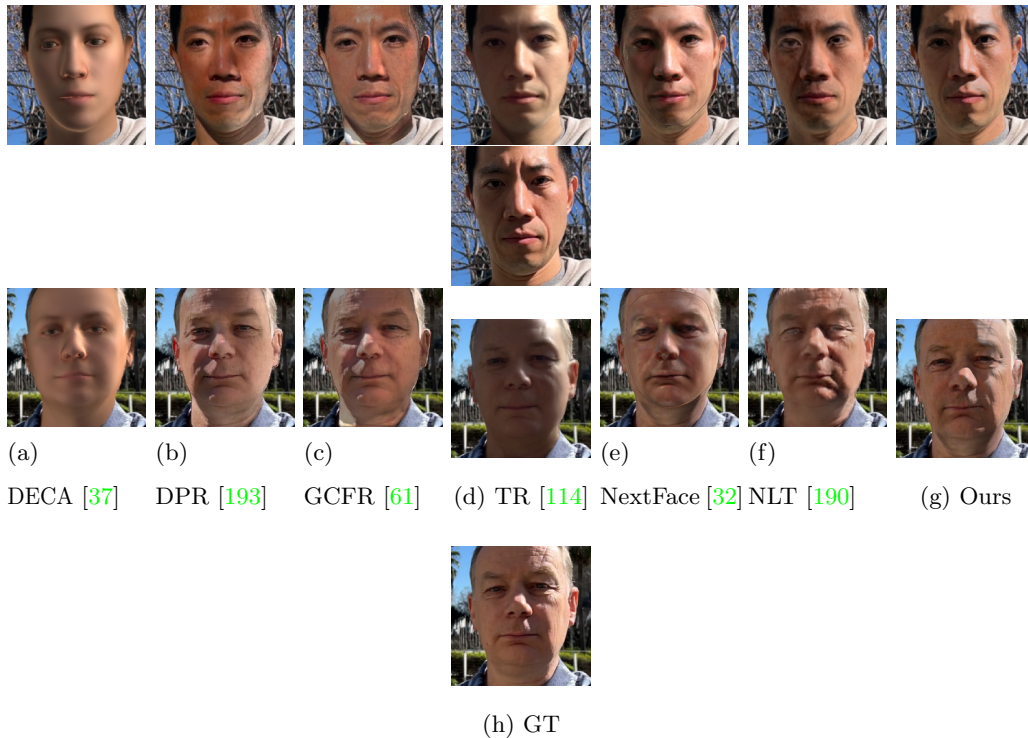 (a) (b) (c) (e) (f)
DECA [37] DPR [193] GCFR [61] (d) TR [114] NextFace [32] NLT [190] (g) Ours
(h) GT